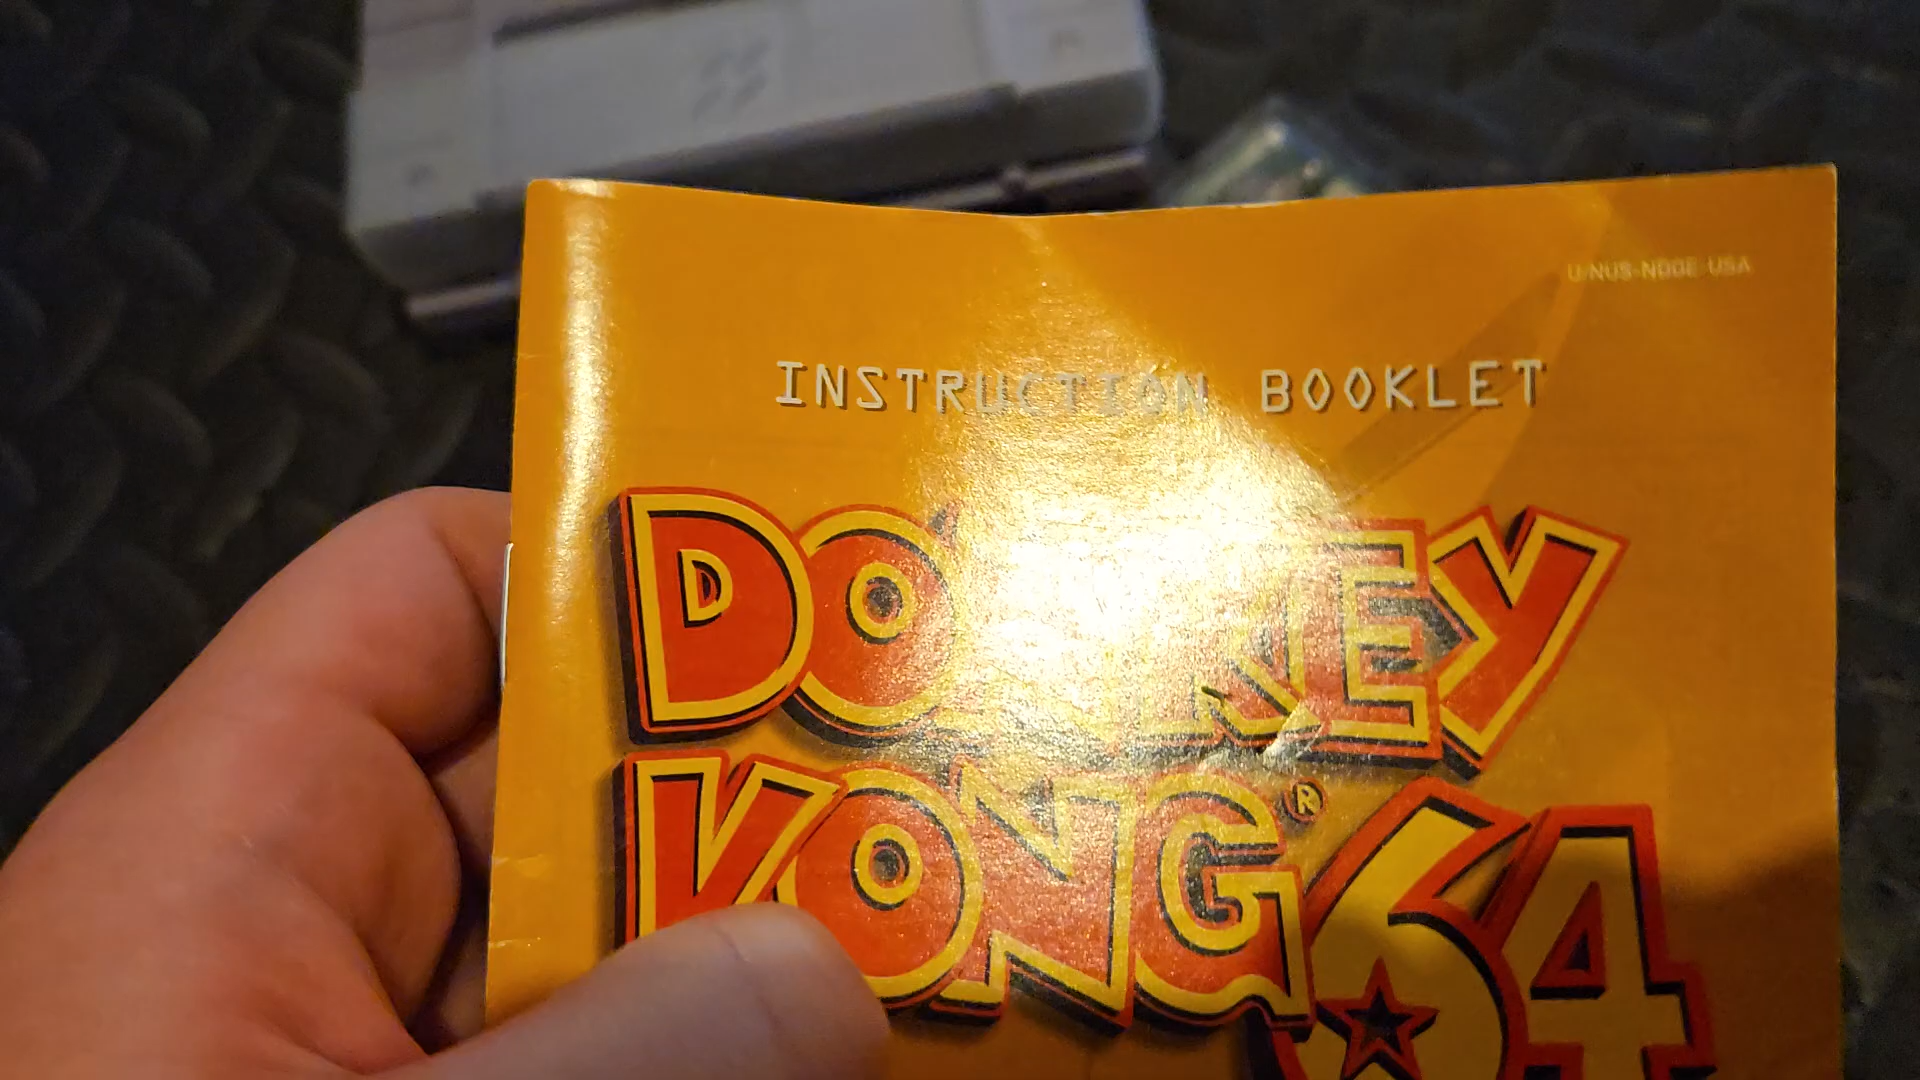 U/NUS-NDOE-USA
INSTRUCTION BOOKLET
DONKEY
KONG®
64